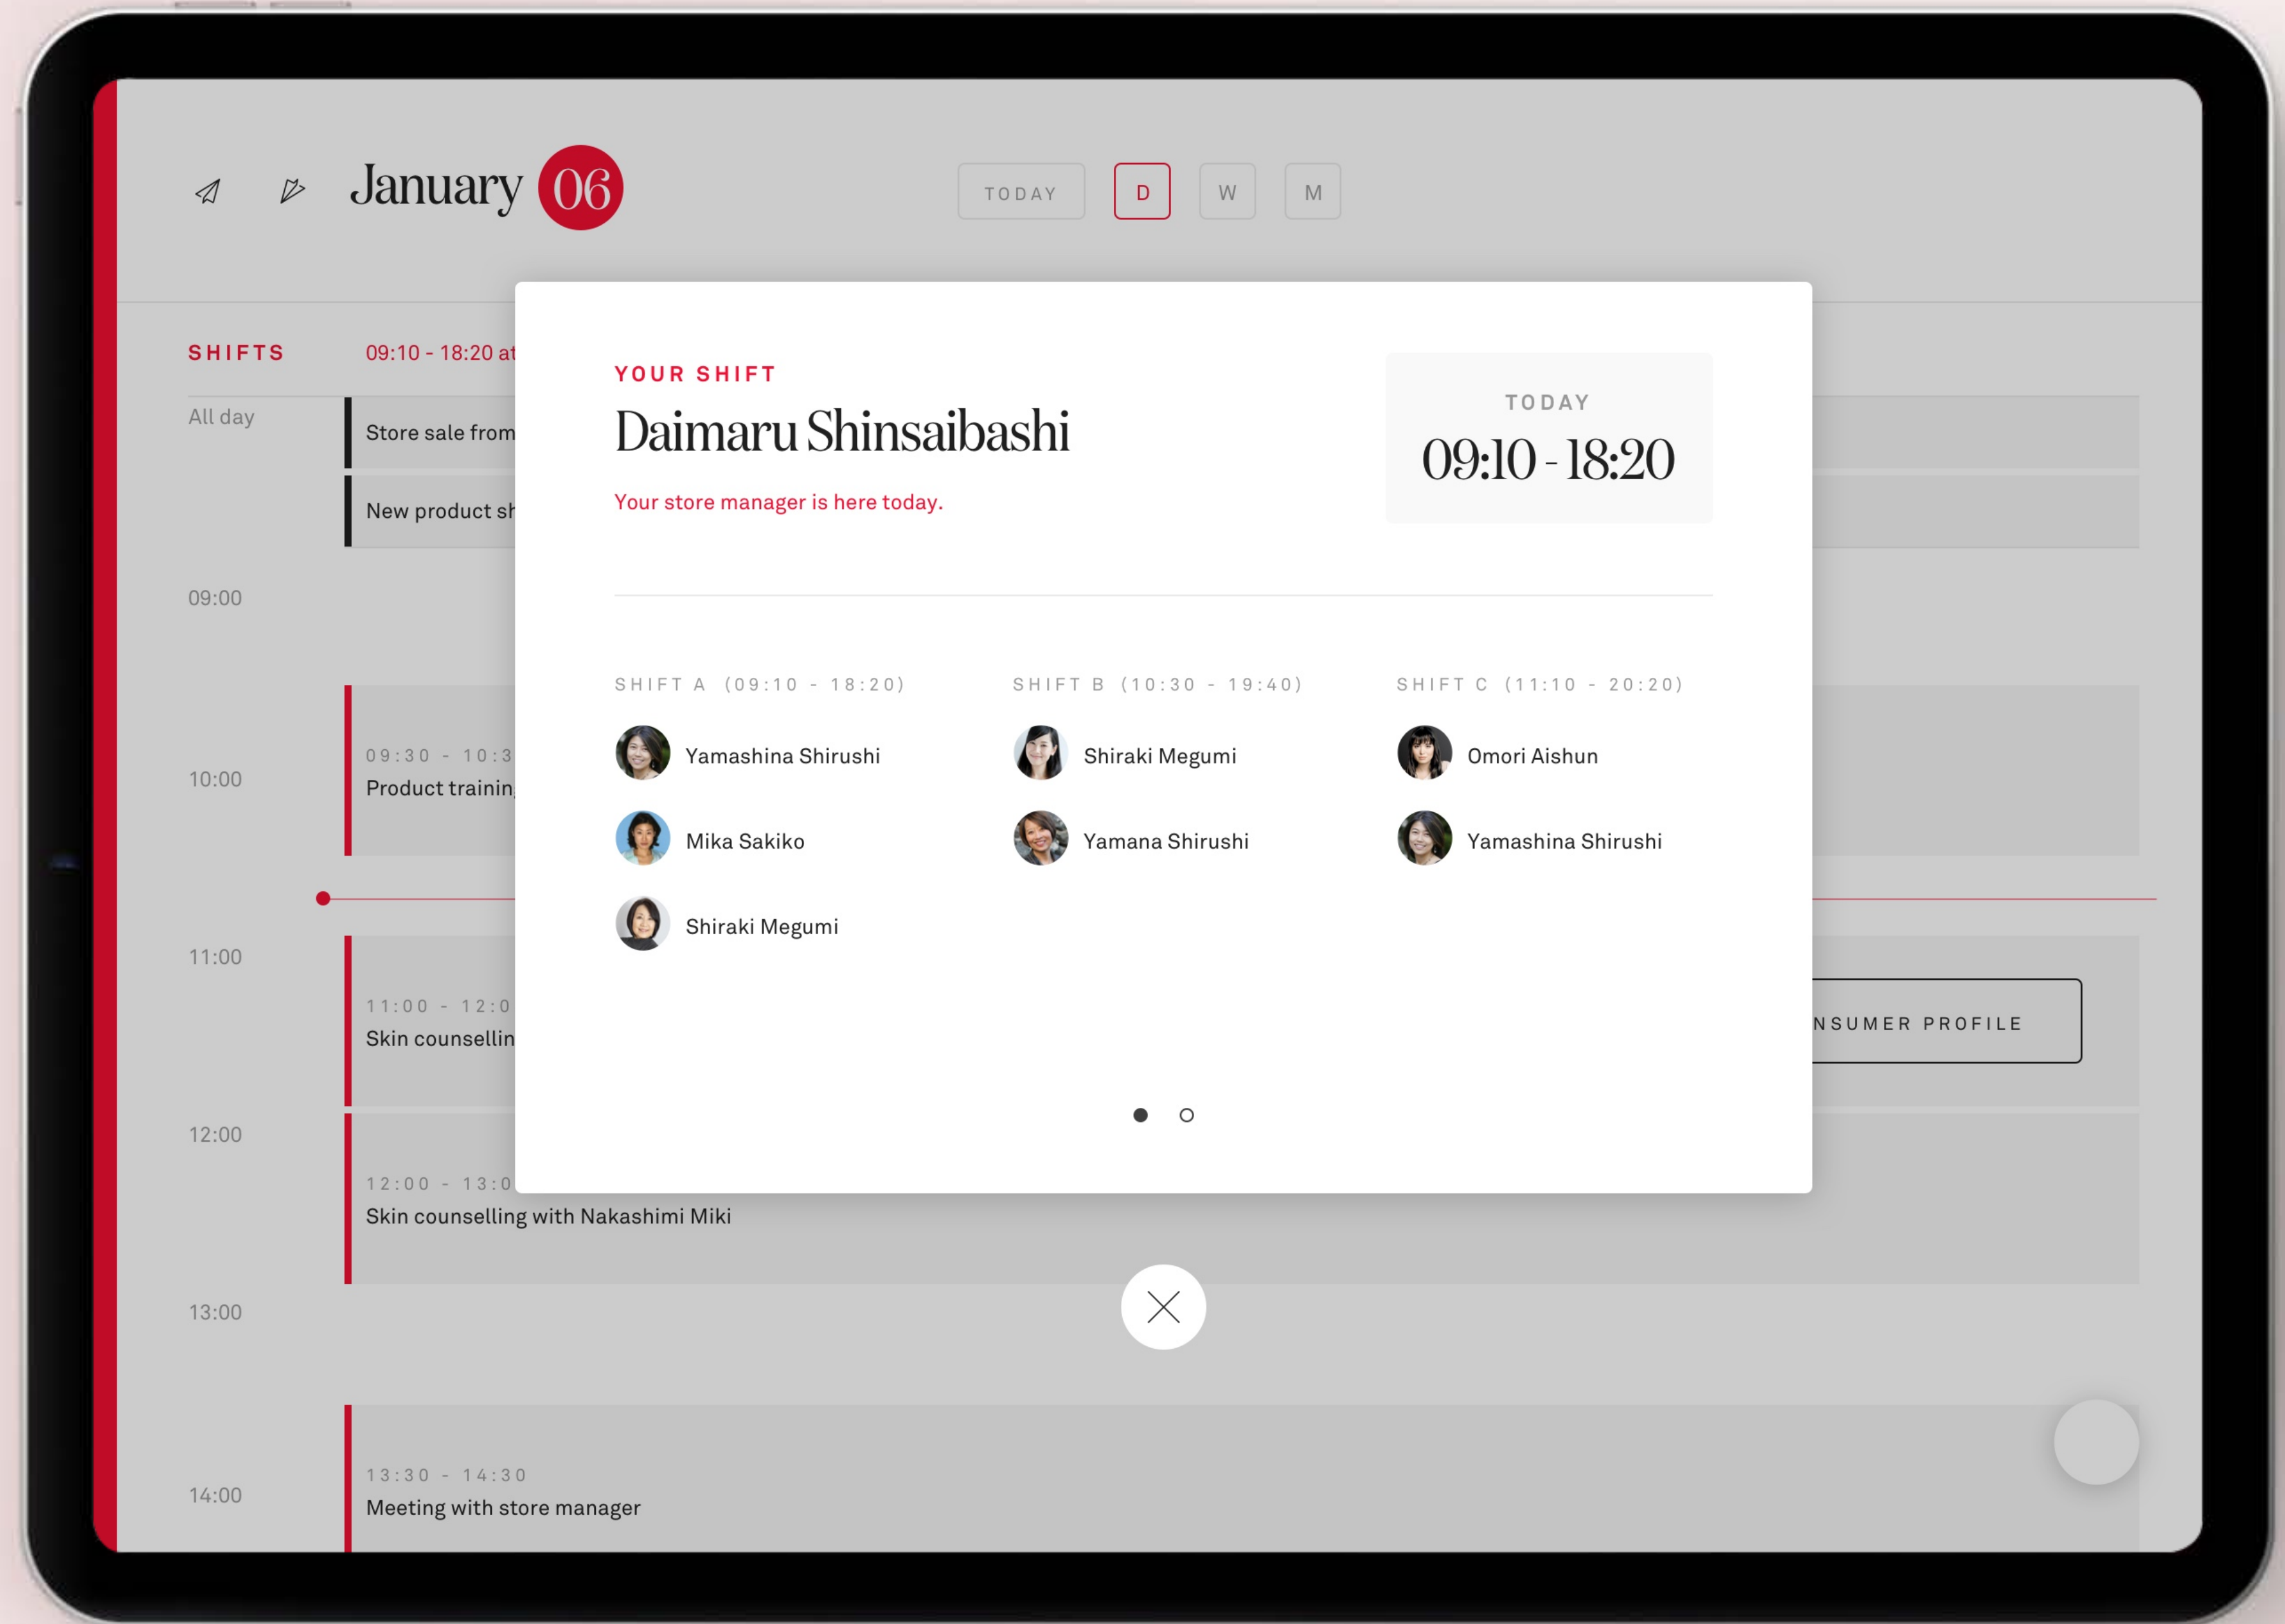 January 06
TODAY
D
W
M
SHIFTS
09:10 - 18:20 at
All day
Store sale from
New product
09:00
09:30 - 10:3
Product
10:00
11:00
11:00 - 12:0
Skin
NSUMER PROFILE
12:00
12:00 - 13:0
Skin counselling with Nakashimi Miki
13:00
13:30 - 14:30
14:00
Meeting with store manager
YOUR SHIFT
Daimaru Shinsaibashi
Your store manager is here today.
TODAY
09:10 - 18:20
SHIFT A (09:10 - 18:20)
Yamashina Shirushi
Mika Sakiko
Shiraki Megumi
SHIFT B (10:30 - 19:40)
Shiraki Megumi
Yamana Shirushi
SHIFT C (11:10 - 20:20)
Omori Aishun
Yamashina Shirushi